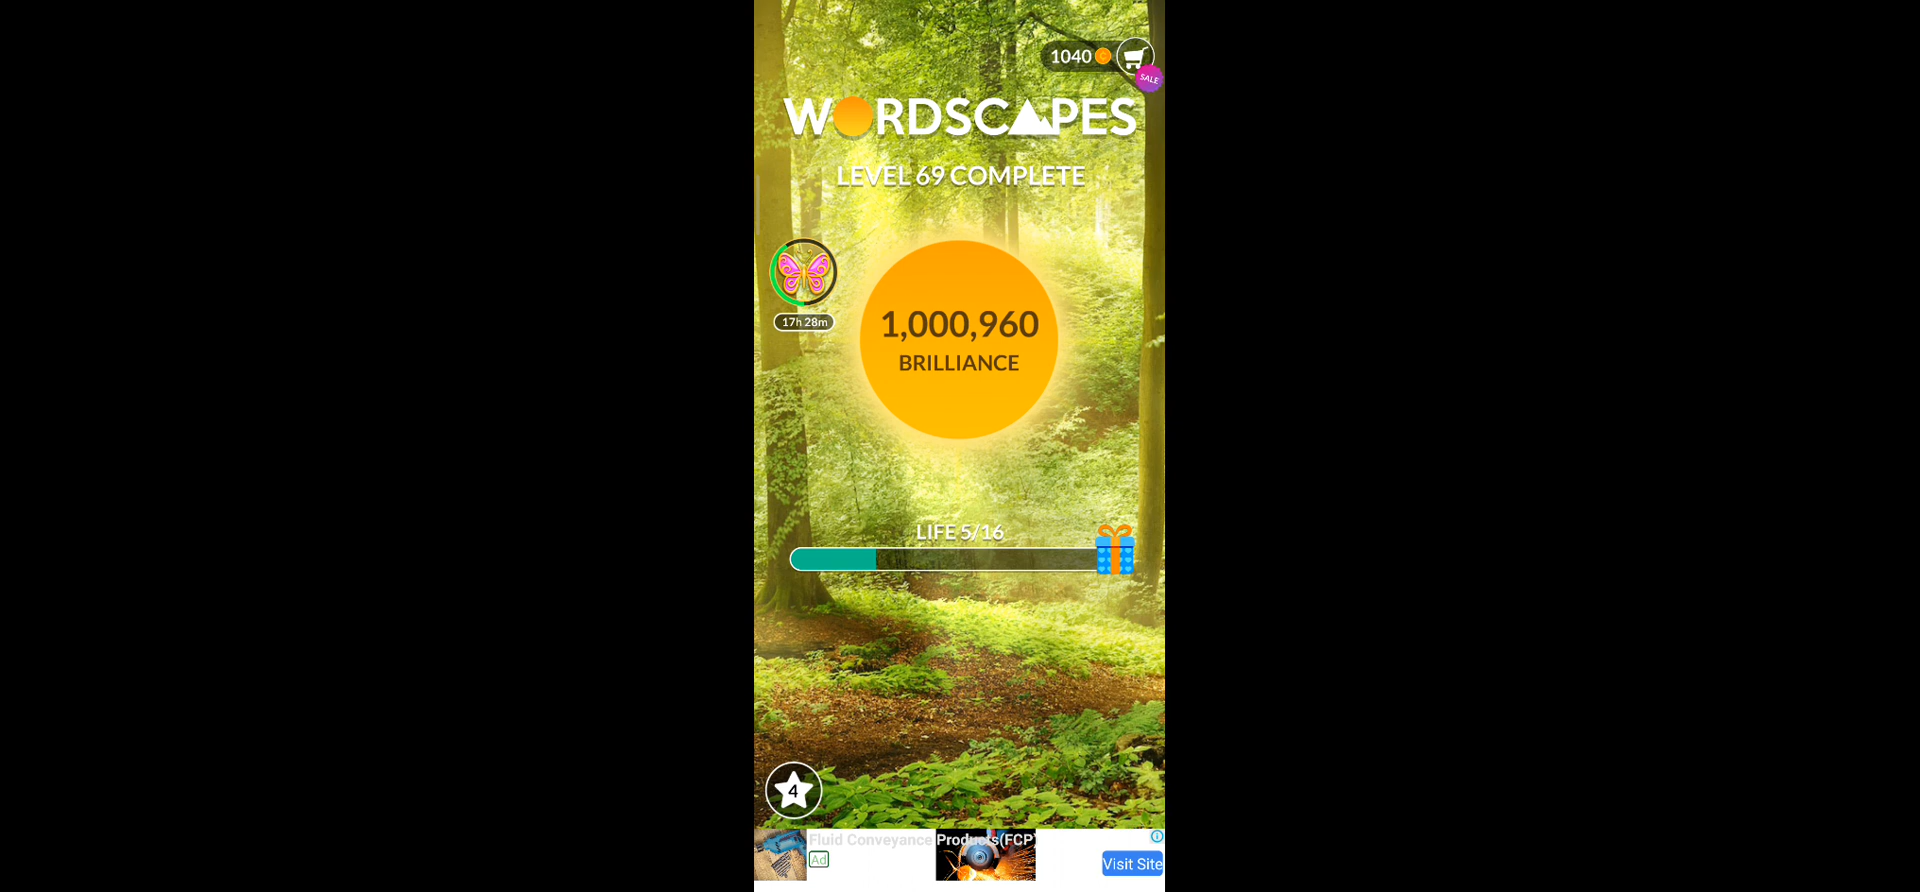 1040
SALE
WORDSCAPES
LEVEL 69 COMPLETE
17h 28m
1,000,960
BRILLIANCE
LIFE 5/16
4
Fluid Conveyance Products(FCP)
Ad
Visit Site